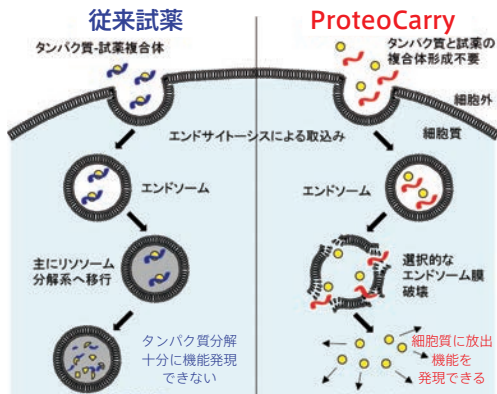 従来試薬
ProteoCarry
タンパク質-試薬複合体
タンパク質と試薬の
複合体形成不要
細胞外
細胞質
エンドサイトーシスによる取込み
エンドソーム
エンドソーム
主にリソソーム
分解系へ移行
選択的な
エンドソーム膜
破壊
タンパク質分解
十分に機能発現
できない
細胞質に放出
機能を
発現できる